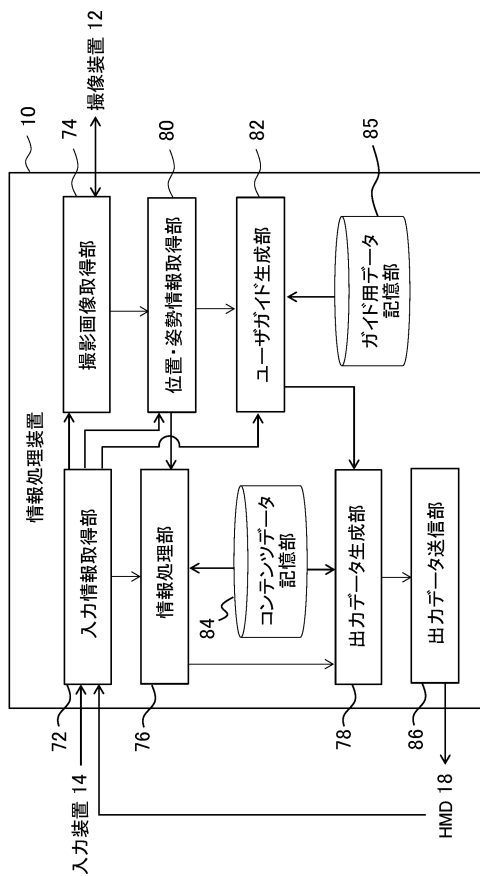 情報処理装置
10
入力装置 14
72
入力情報取得部
撮影画像取得部
74
撮像装置 12
76
情報処理部
位置・姿勢情報取得部
80
84
コンテンツデータ
記憶部
ユーザガイド生成部
82
78
出力データ生成部
ガイド用データ
記憶部
85
86
出力データ送信部
HMD 18